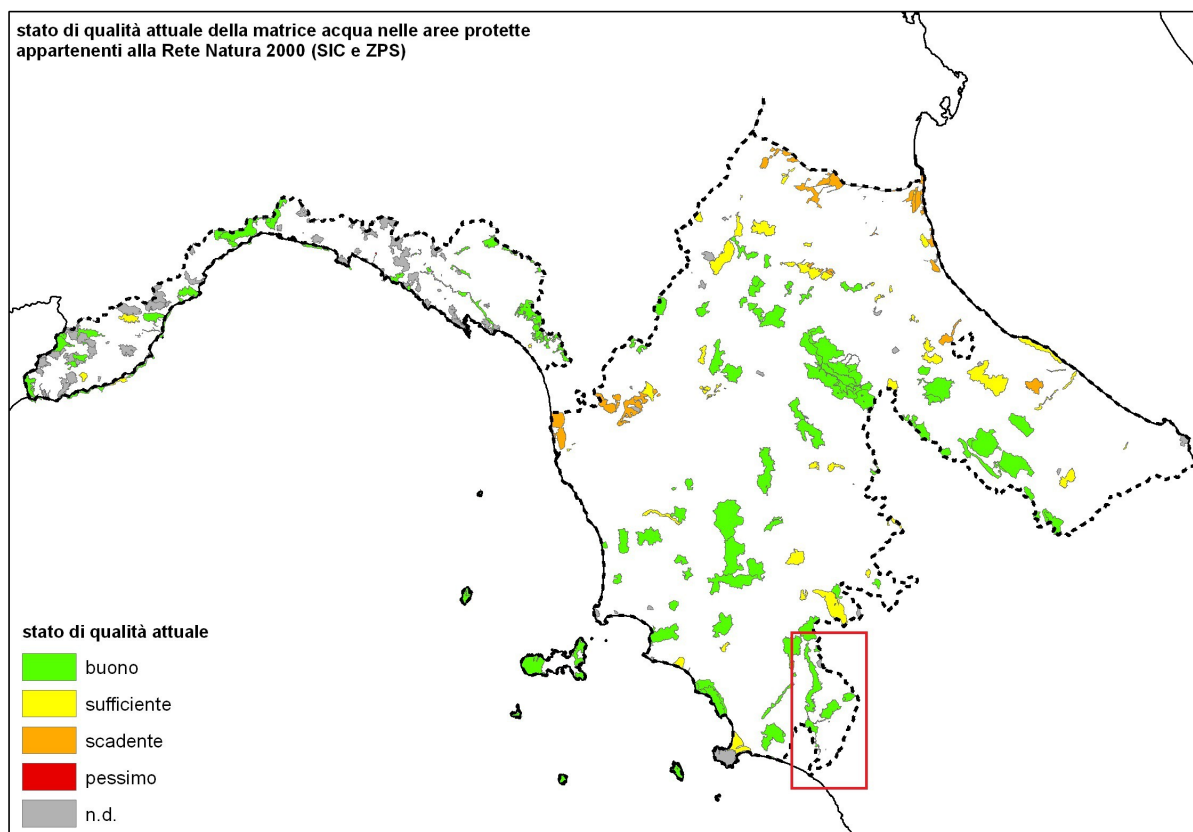 stato di qualità attuale della matrice acqua nelle aree protette
appartenenti alla Rete Natura 2000 (SIC e ZPS)
stato di qualità attuale
buono
sufficiente
scadente
pessimo
n.d.